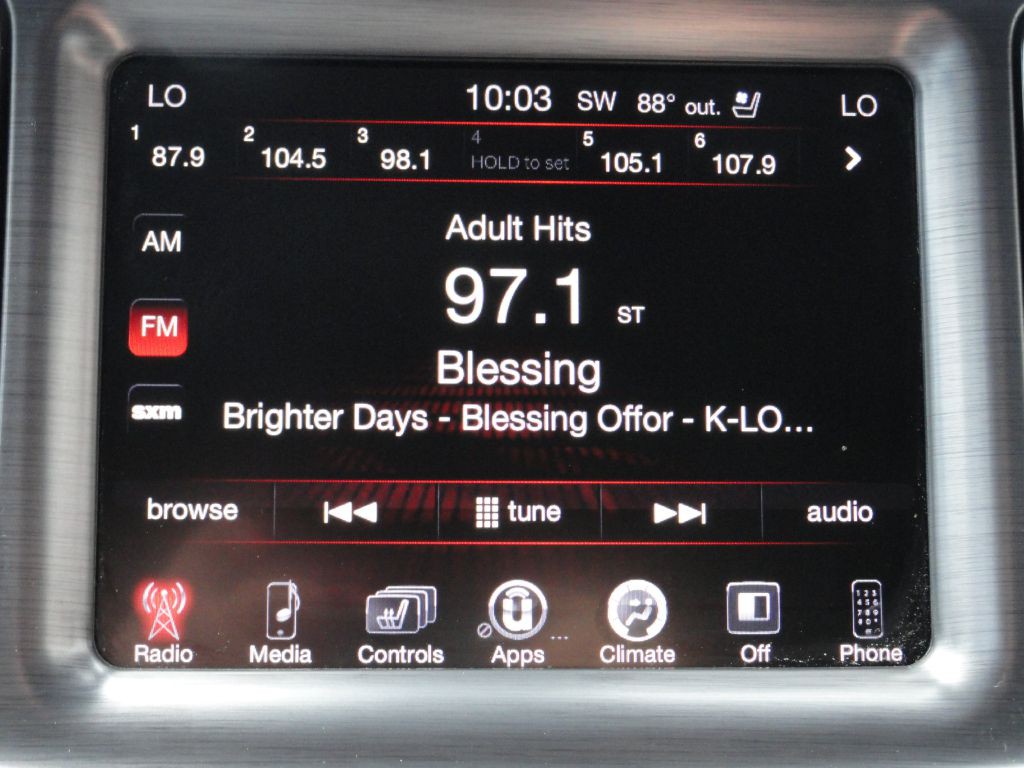 LO 10:03 SW 88° out. LO
1 87.9 2 104.5 3 98.1 4 HOLD to set 5 105.1 6 107.9
AM
Adult Hits
97.1 ST
FM
Blessing
sxm
Brighter Days - Blessing Offor - K-LO...
browse tune audio
Radio Media Controls Apps ... Climate Off Phone